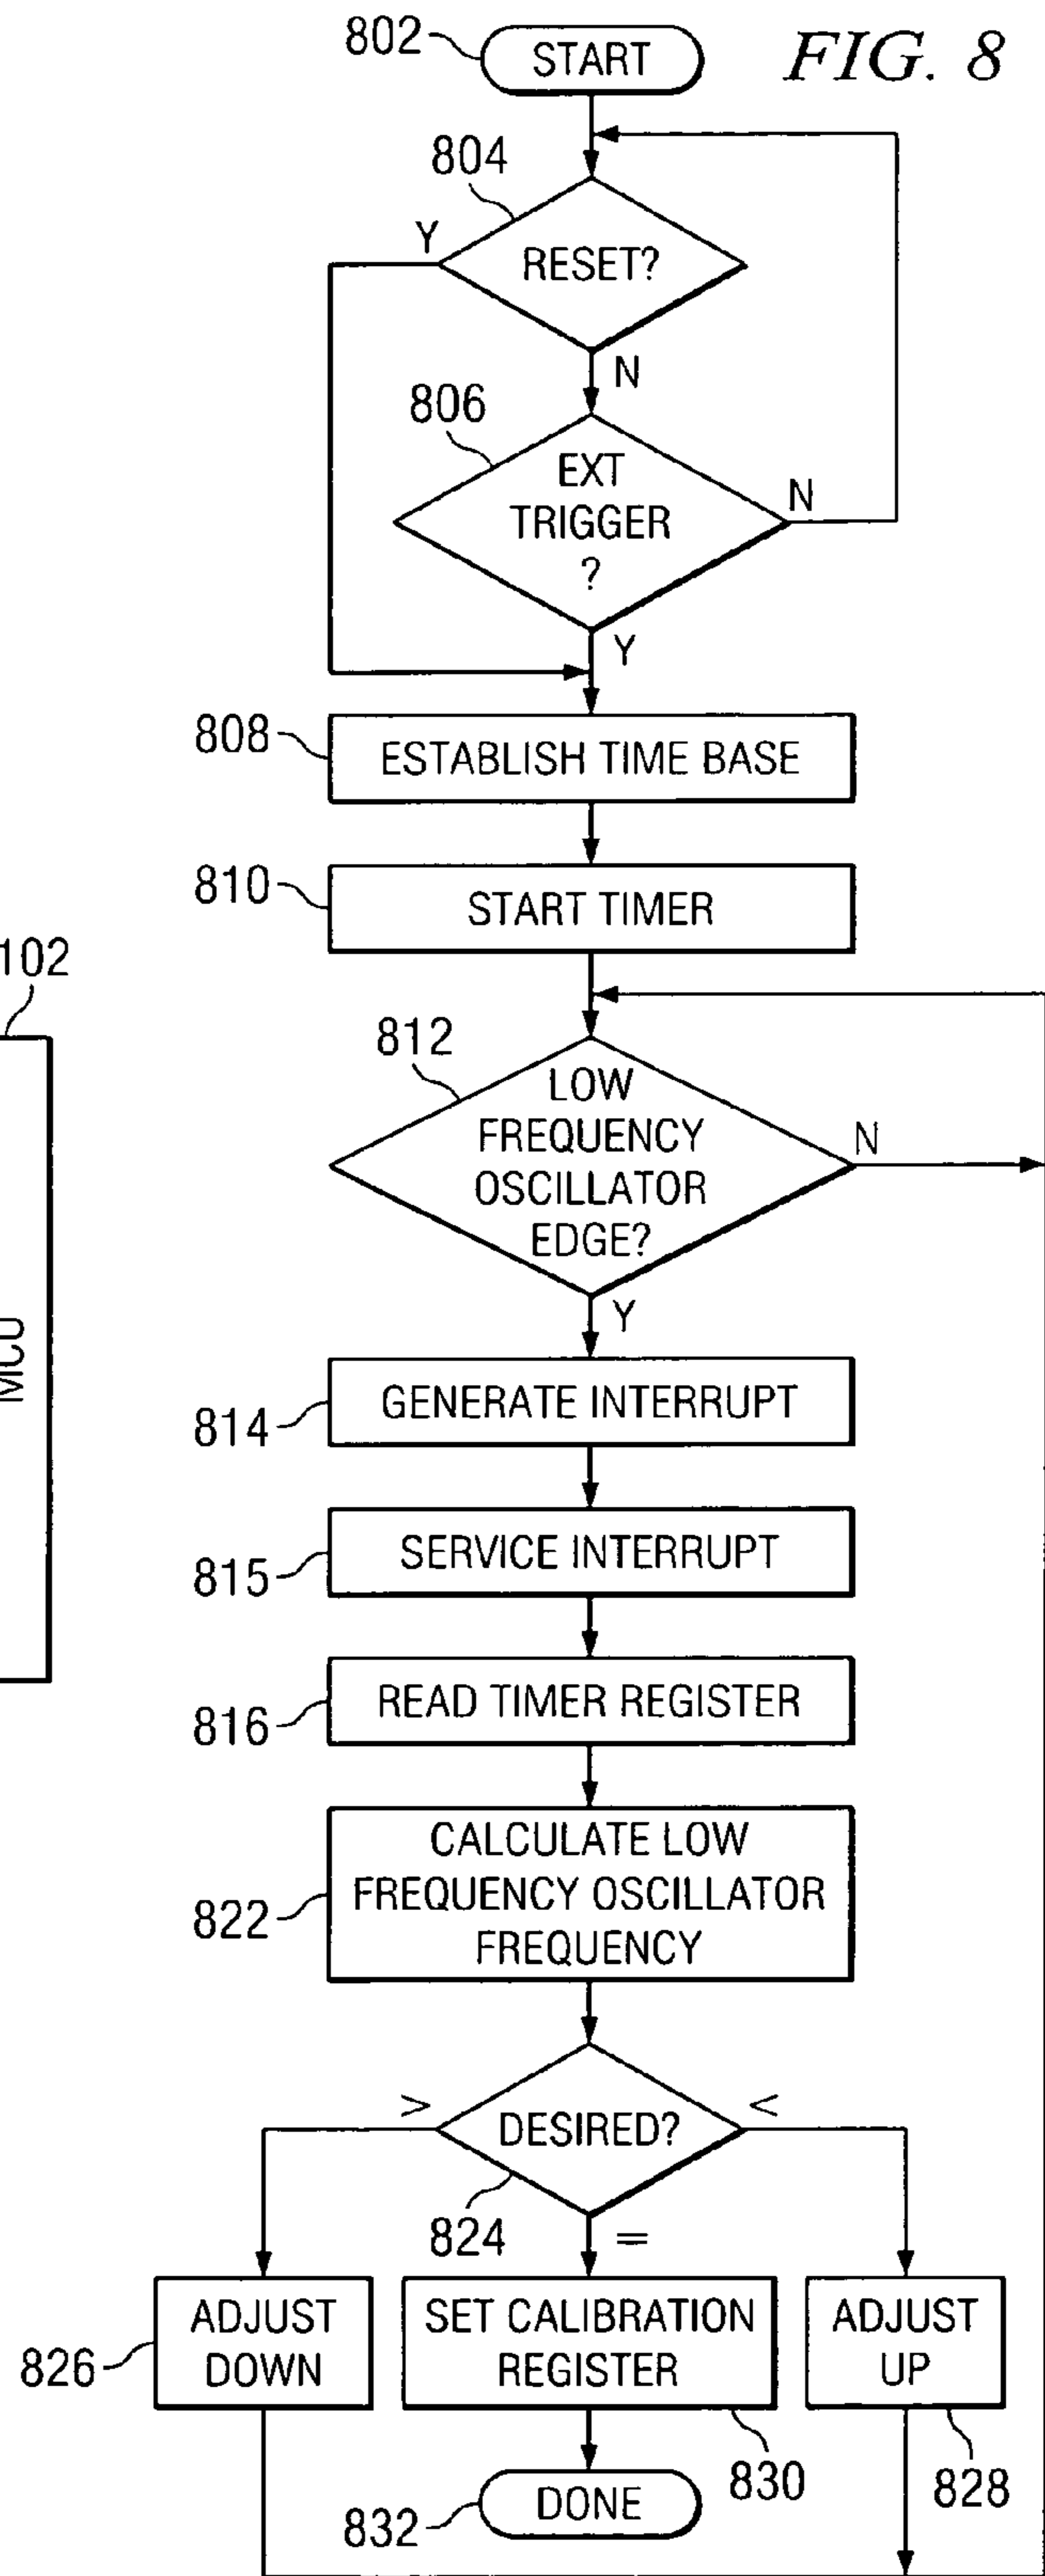 FIG. 8
802
START
804
Y
RESET?
N
806
EXT
TRIGGER
?
N
Y
808
ESTABLISH TIME BASE
810
START TIMER
102
MCU
812
LOW
FREQUENCY
OSCILLATOR
EDGE?
N
Y
814
GENERATE INTERRUPT
815
SERVICE INTERRUPT
816
READ TIMER REGISTER
822
CALCULATE LOW
FREQUENCY OSCILLATOR
FREQUENCY
>
DESIRED?
<
824
=
826
ADJUST
DOWN
SET CALIBRATION
REGISTER
ADJUST
UP
830
828
832
DONE